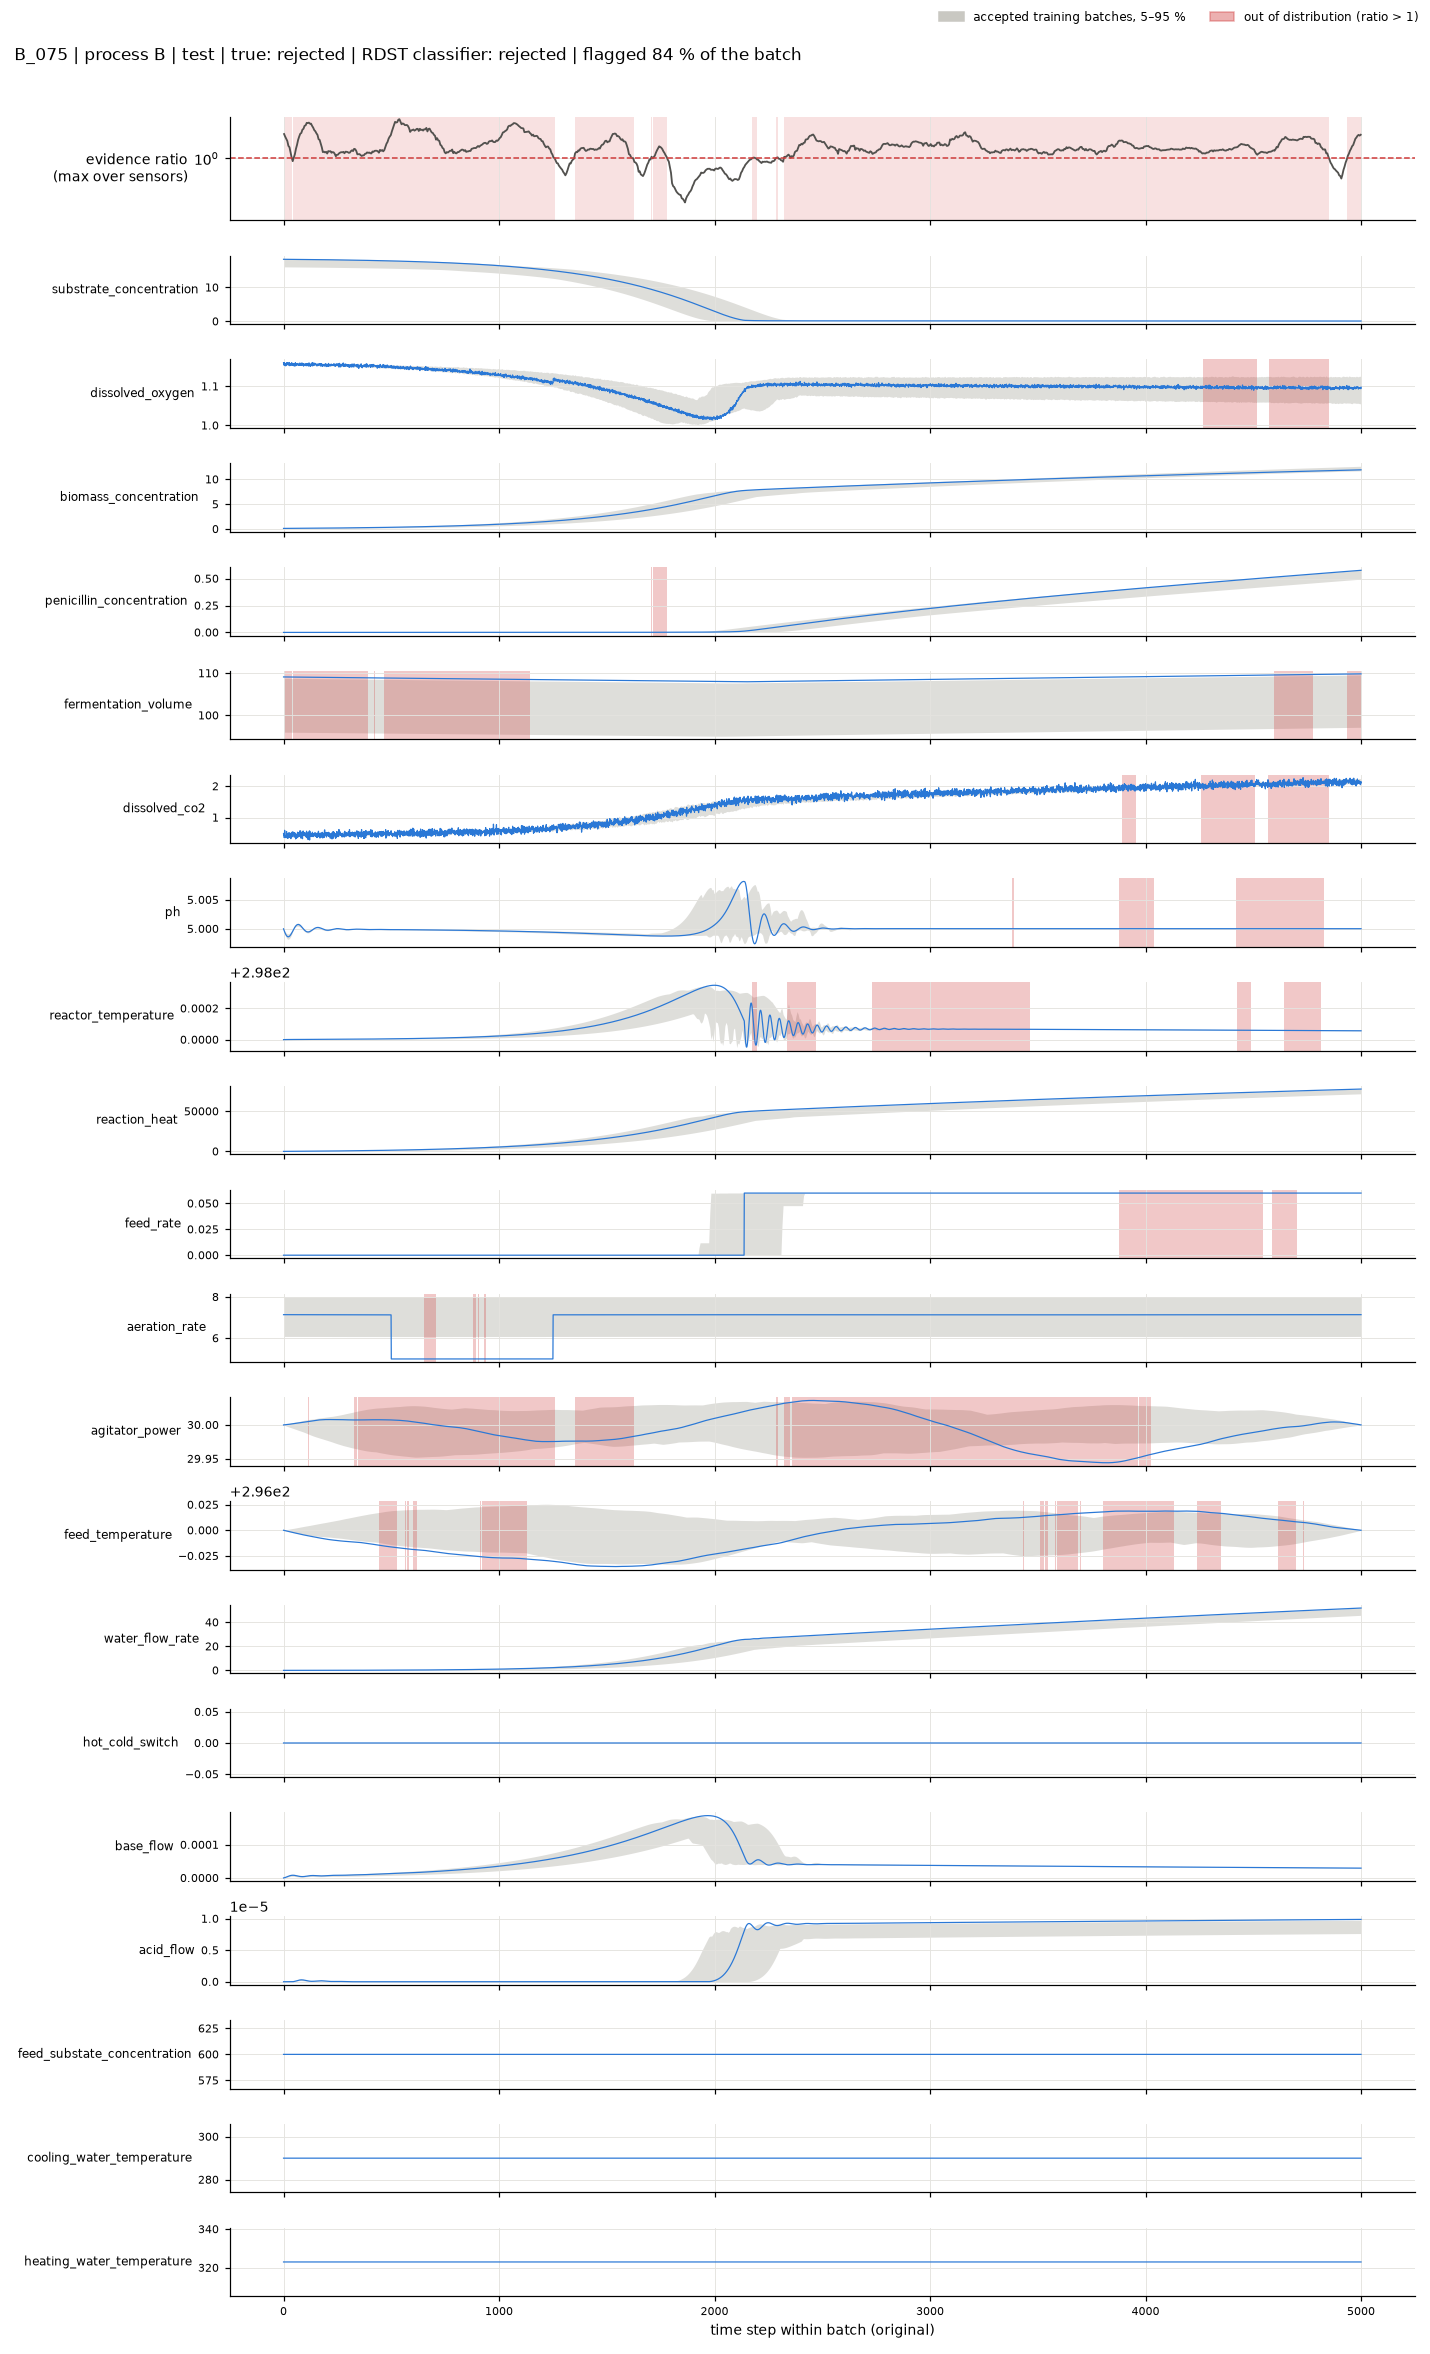 accepted training batches, 5–95 %
out of distribution (ratio > 1)
B_075 | process B | test | true: rejected | RDST classifier: rejected | flagged 84 % of the batch
evidence ratio
(max over sensors)
10⁰
substrate_concentration
10
0
dissolved_oxygen
1.1
1.0
biomass_concentration
10
5
0
penicillin_concentration
0.50
0.25
0.00
fermentation_volume
110
100
dissolved_co2
2
1
ph
5.005
5.000
+2.98e2
reactor_temperature
0.0002
0.0000
reaction_heat
50000
0
feed_rate
0.050
0.025
0.000
aeration_rate
8
6
agitator_power
30.00
29.95
+2.96e2
feed_temperature
0.025
0.000
−0.025
water_flow_rate
40
20
0
hot_cold_switch
0.05
0.00
−0.05
base_flow
0.0001
0.0000
1e−5
acid_flow
1.0
0.5
0.0
feed_substate_concentration
625
600
575
cooling_water_temperature
300
280
heating_water_temperature
340
320
0 1000 2000 3000 4000 5000
time step within batch (original)